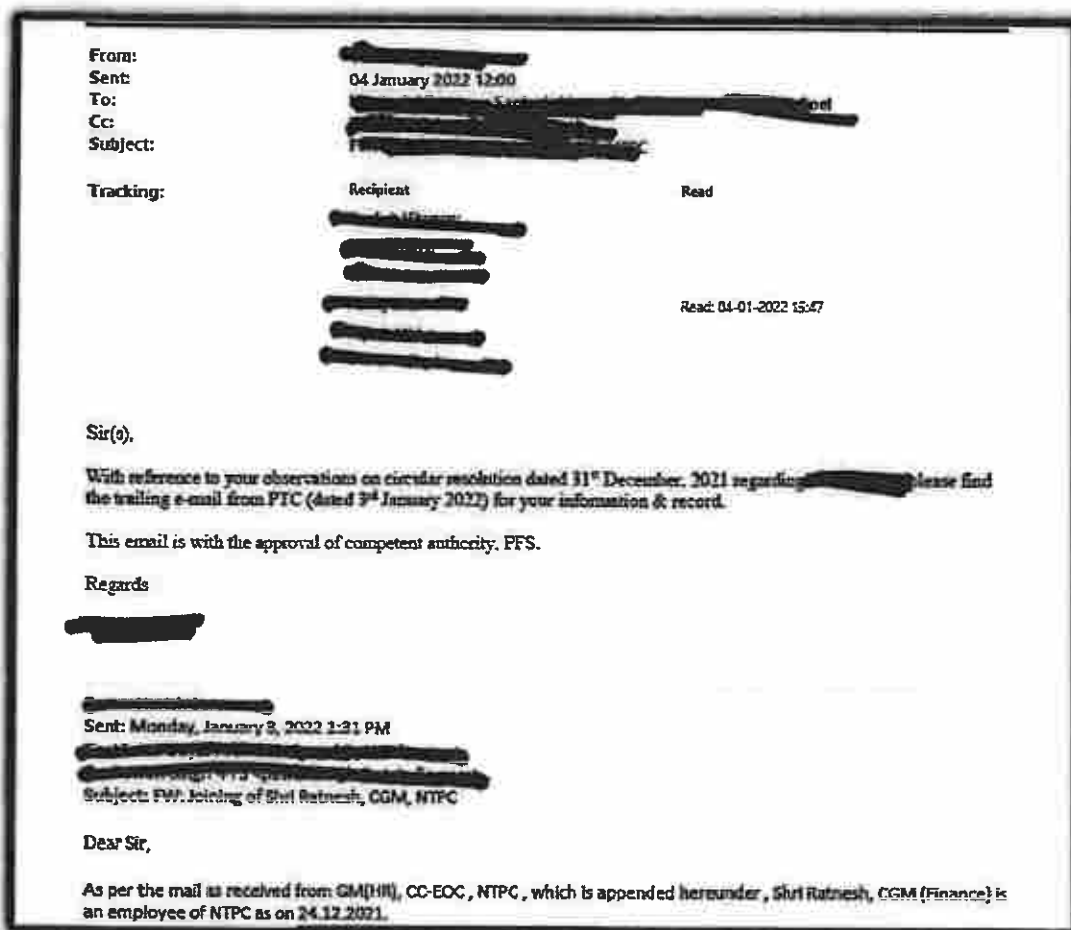 From:
Sent: 04 January 2022 12:00
To:
Cc:
Subject:
Tracking: Recipient Read
Read: 04-01-2022 15:47
Sir(s),
With reference to your observations on circular resolution dated 31st December, 2021 regarding please find
the trailing e-mail from PTC (dated 3rd January 2022) for your information & record.
This email is with the approval of competent authority, PFS.
Regards
Sent: Monday, January 3, 2022 PM
Subject: FW: Joining of Shri Ratnesh, CGM, NTPC
Dear Sir,
As per the mail as received from GM(HR), CC-EOC , NTPC , which is appended hereunder , Shri Ratnesh, CGM (Finance) is
an employee of NTPC as on 24.12.2021.